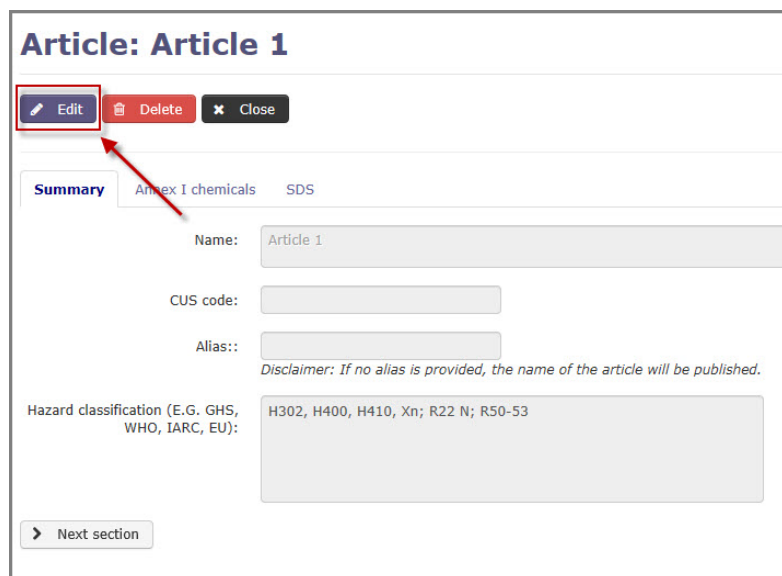 Article: Article 1
Edit Delete Close
Summary Annex I chemicals SDS
Name: Article 1
CUS code:
Alias::
Disclaimer: If no alias is provided, the name of the article will be published.
Hazard classification (E.G. GHS, H302, H400, H410, Xn; R22 N; R50-53
WHO, IARC, EU):
Next section